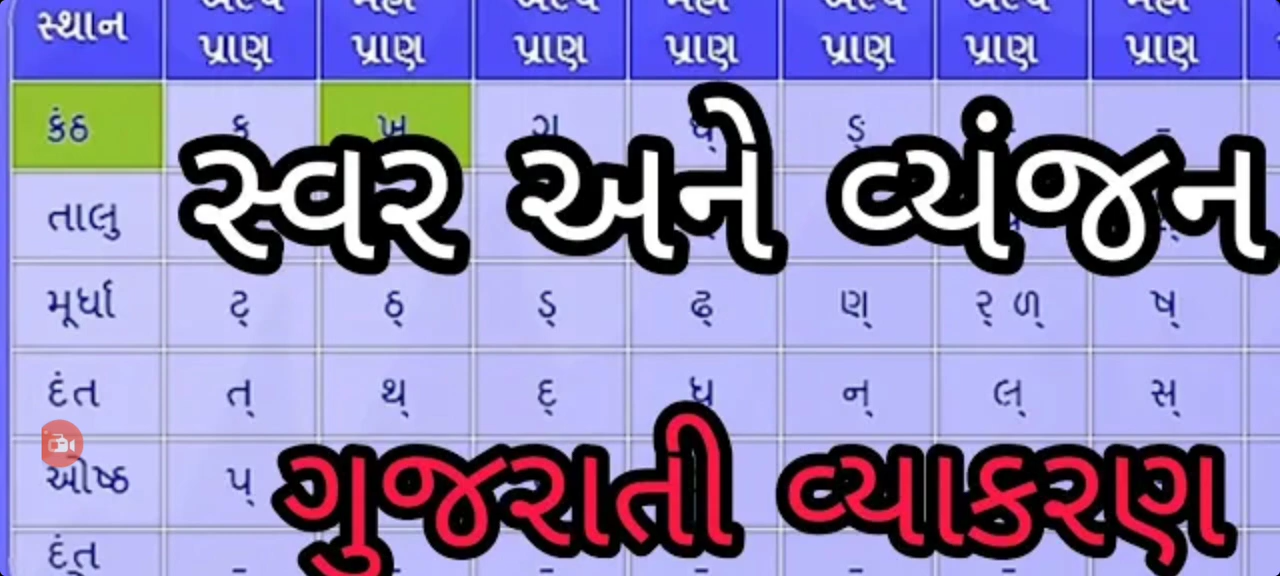 સ્થાન પ્રાણ પ્રાણ પ્રાણ પ્રાણ પ્રાણ પ્રાણ પ્રાણ
કંઠ ક્ ખ્ ગ્ ઘ્ ઙ્ - -
સ્વર અને વ્યંજન
તાલુ
મૂર્ધા ટ્ ઠ્ ડ્ ઢ્ ણ્ ર્ ળ્ ષ્
દંત ત્ થ્ દ્ ધ્ ન્ લ્ સ્
ઓષ્ઠ પ્
ગુજરાતી વ્યાકરણ
દંત - - - - - - -